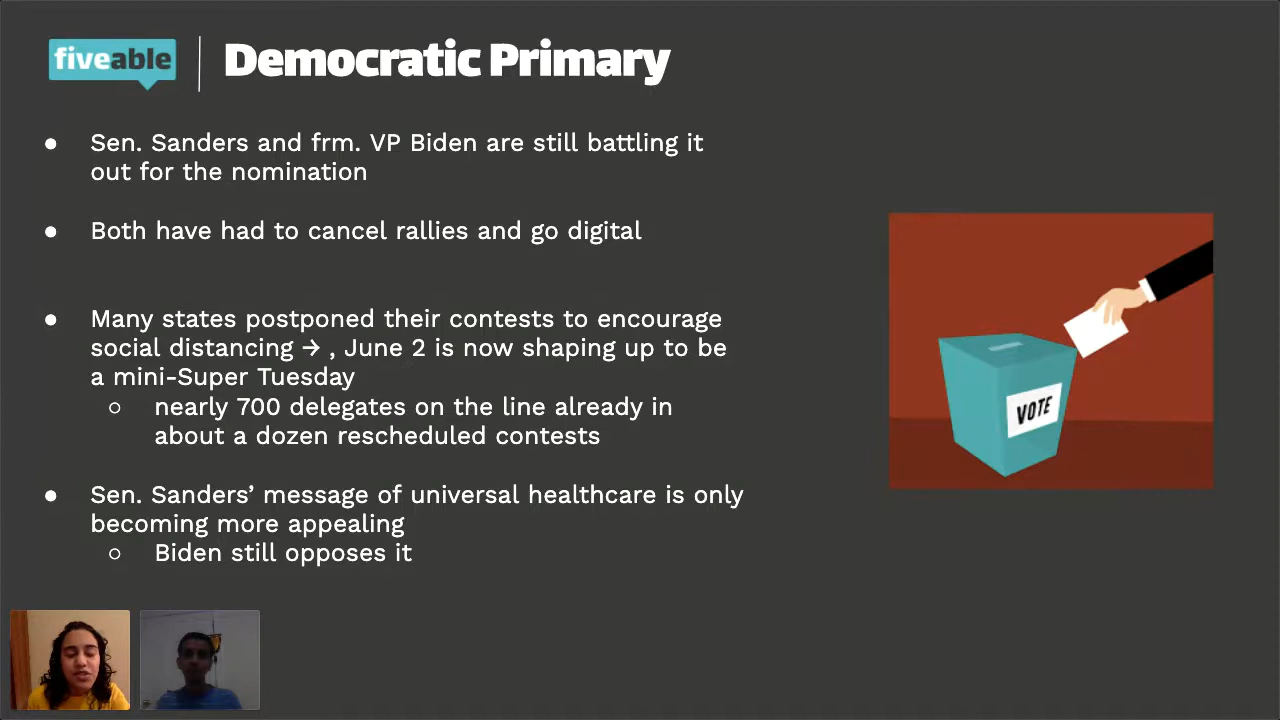 fiveable
Democratic Primary
● Sen. Sanders and frm. VP Biden are still battling it
out for the nomination
● Both have had to cancel rallies and go digital
● Many states postponed their contests to encourage
social distancing → , June 2 is now shaping up to be
a mini-Super Tuesday
○ nearly 700 delegates on the line already in
about a dozen rescheduled contests
● Sen. Sanders’ message of universal healthcare is only
becoming more appealing
○ Biden still opposes it
VOTE